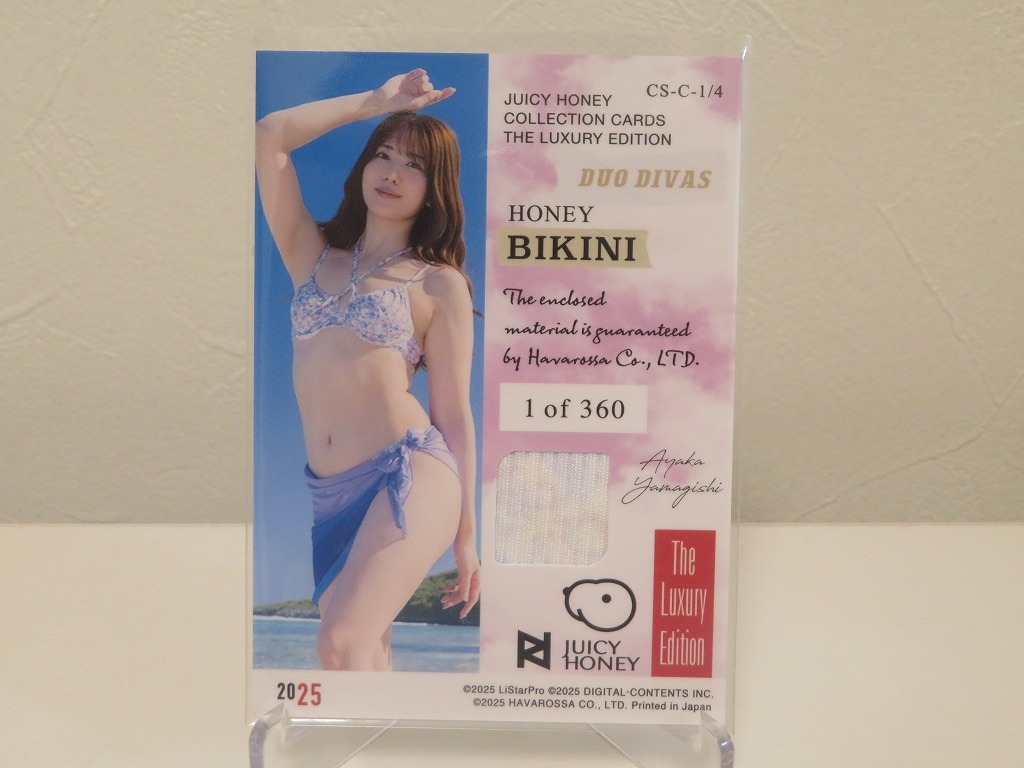 CS-C-1/4
JUICY HONEY
COLLECTION CARDS
THE LUXURY EDITION
DUO DIVAS
HONEY
BIKINI
The enclosed
material is guaranteed
by Havarossa Co., LTD.
1 of 360
Ayaka
Yamagishi
The
Luxury
Edition
JUICY
HONEY
2025
©2025 LiStarPro ©2025 DIGITAL-CONTENTS INC.
©2025 HAVAROSSA CO., LTD. Printed in Japan